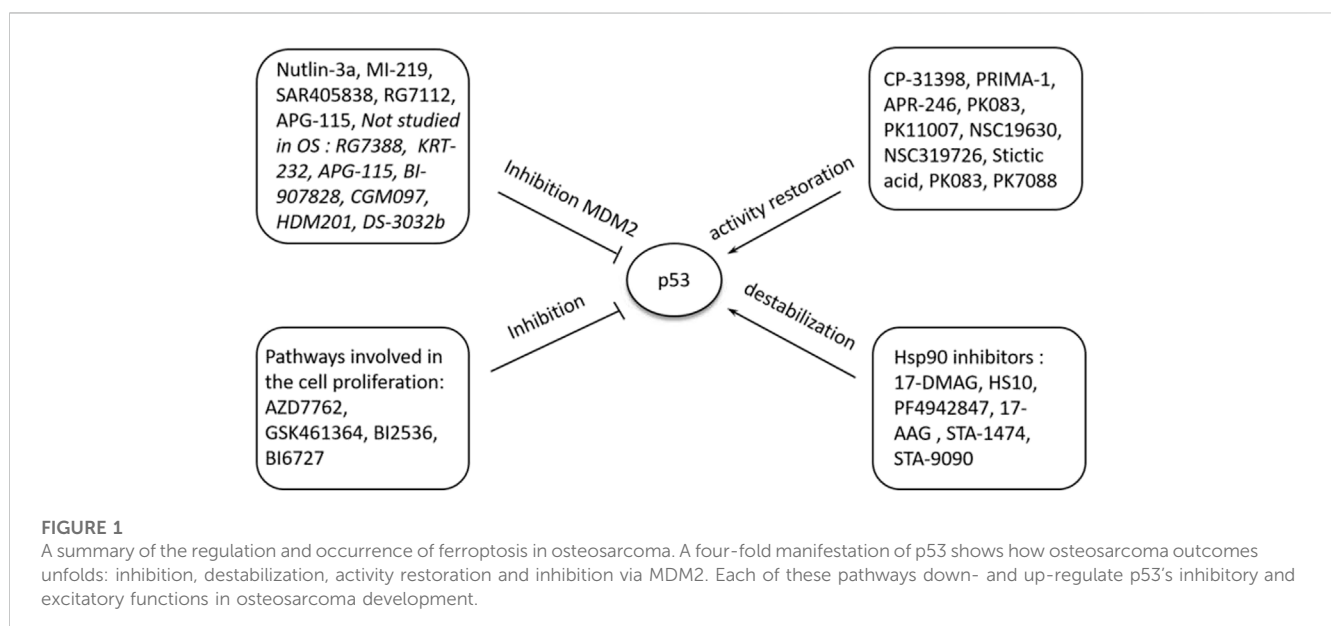 Nutlin-3a, MI-219,
SAR405838, RG7112,
APG-115, Not studied
in OS : RG7388, KRT-
232, APG-115, BI-
907828, CGM097,
HDM201, DS-3032b
Inhibition MDM2
CP-31398, PRIMA-1,
APR-246, PK083,
PK11007, NSC19630,
NSC319726, Stictic
acid, PK083, PK7088
activity restoration
p53
Pathways involved in
the cell proliferation:
AZD7762,
GSK461364, BI2536,
BI6727
Inhibition
destabilization
Hsp90 inhibitors :
17-DMAG, HS10,
PF4942847, 17-
AAG , STA-1474,
STA-9090
FIGURE 1
A summary of the regulation and occurrence of ferroptosis in osteosarcoma. A four-fold manifestation of p53 shows how osteosarcoma outcomes
unfolds: inhibition, destabilization, activity restoration and inhibition via MDM2. Each of these pathways down- and up-regulate p53's inhibitory and
excitatory functions in osteosarcoma development.